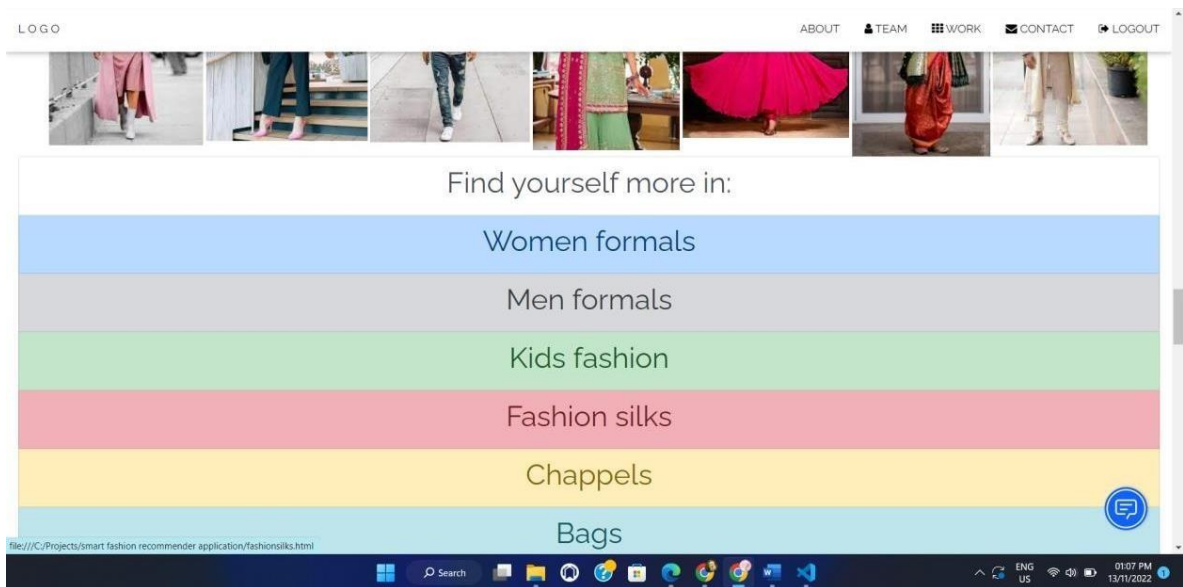 LOGO
ABOUT TEAM WORK CONTACT LOGOUT
Find yourself more in:
Women formals
Men formals
Kids fashion
Fashion silks
Chappels
Bags
file:///C:/Projects/smart fashion recommender application/fashionsilks.html
Search
ENG
US
01:07 PM
13/11/2022
1